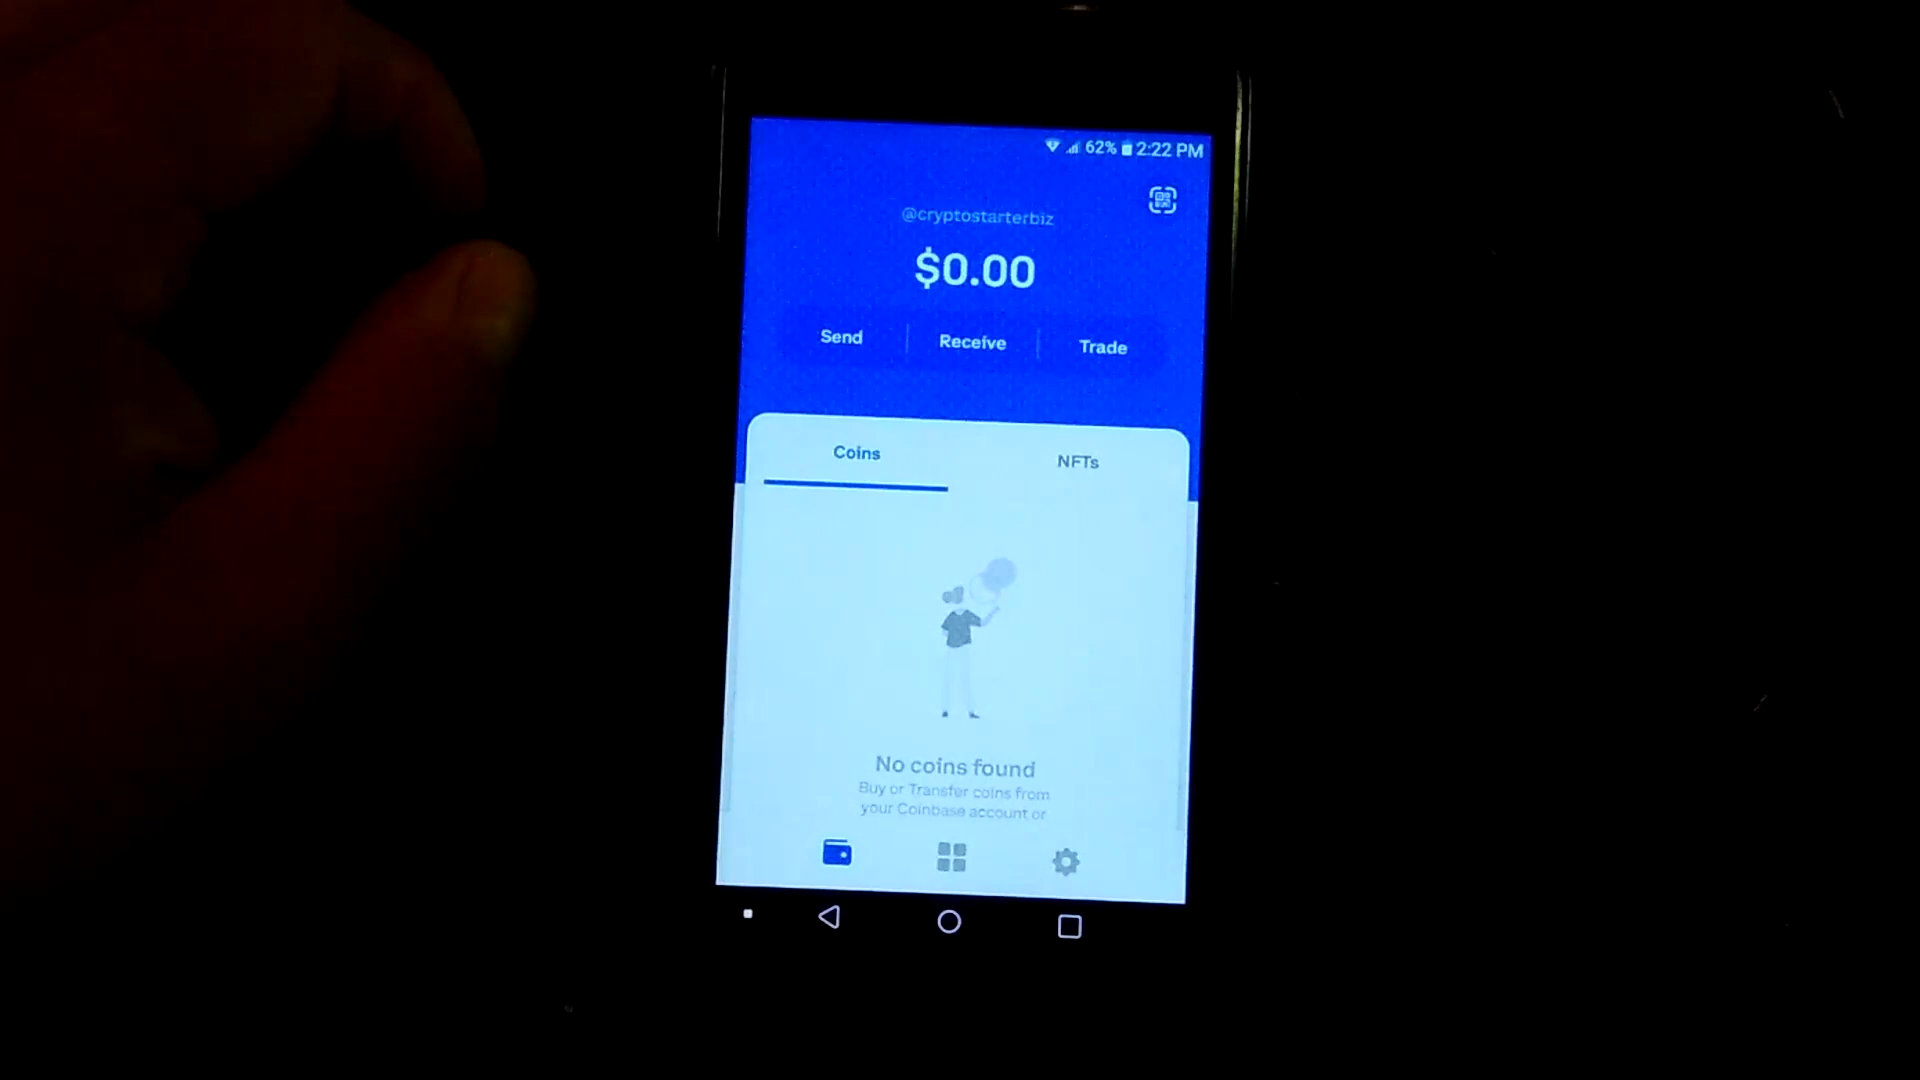 62% 2:22 PM
@cryptostarterbiz
$0.00
Send Receive Trade
Coins NFTs
No coins found
Buy or Transfer coins from
your Coinbase account or